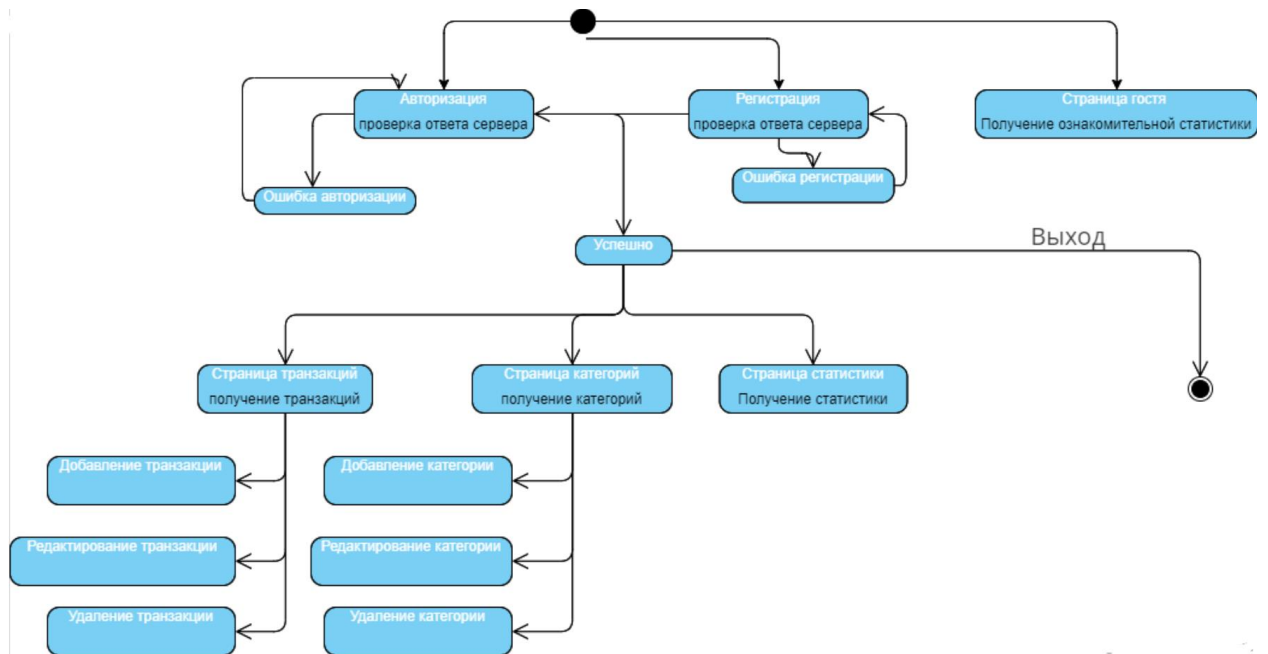 Авторизация
проверка ответа сервера
Регистрация
проверка ответа сервера
Страница гостя
Получение ознакомительной статистики
Ошибка авторизации
Ошибка регистрации
Успешно
Выход
Страница транзакций
получение транзакций
Страница категорий
получение категорий
Страница статистики
Получение статистики
Добавление транзакции
Добавление категории
Редактирование транзакции
Редактирование категории
Удаление транзакции
Удаление категории